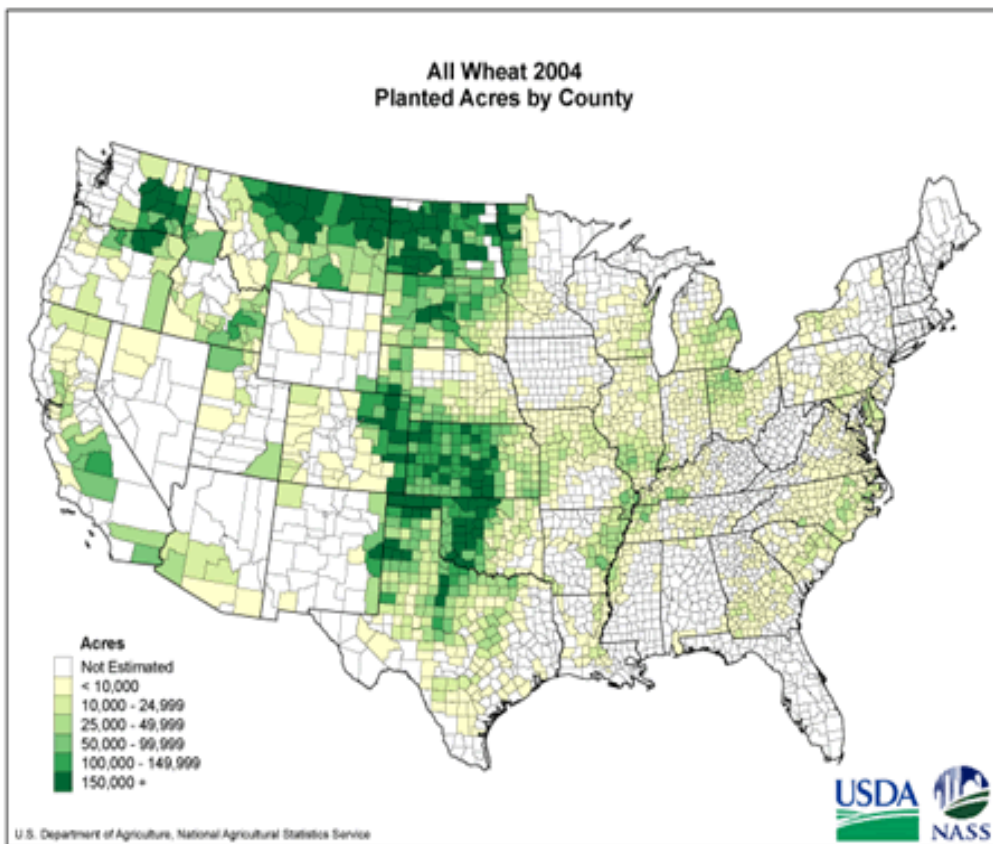 All Wheat 2004
Planted Acres by County
Acres
Not Estimated
< 10,000
10,000 - 24,999
25,000 - 49,999
50,000 - 99,999
100,000 - 149,999
150,000 +
U.S. Department of Agriculture, National Agricultural Statistics Service
USDA
NASS